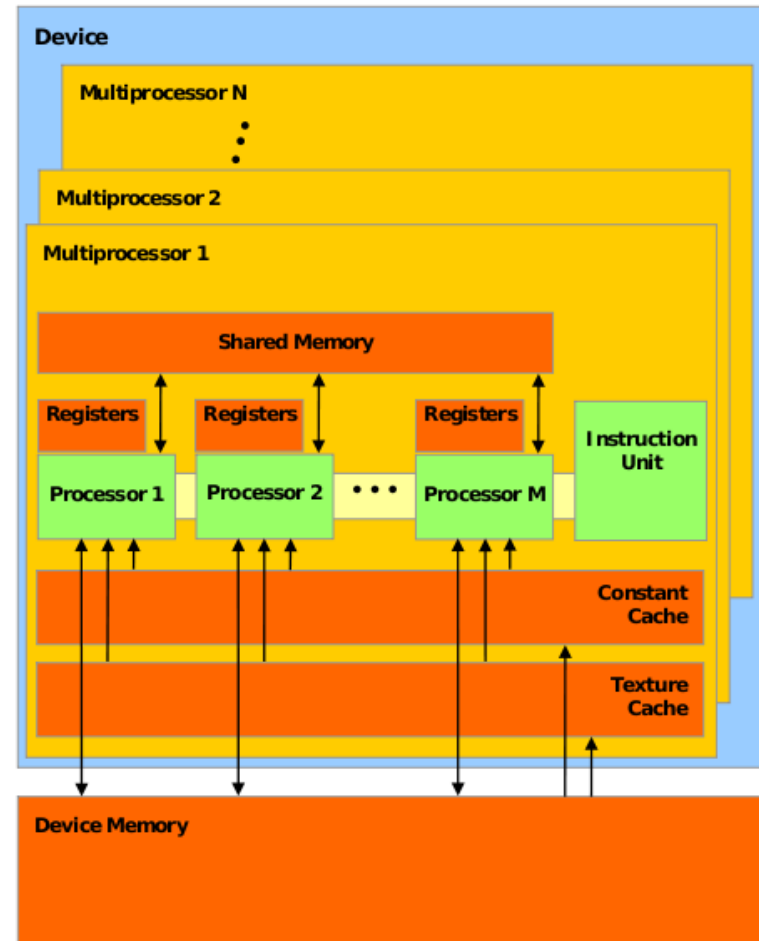 Device
Multiprocessor N
Multiprocessor 2
Multiprocessor 1
Shared Memory
Registers
Registers
Registers
Instruction
Unit
Processor 1
Processor 2
Processor M
Constant
Cache
Texture
Cache
Device Memory